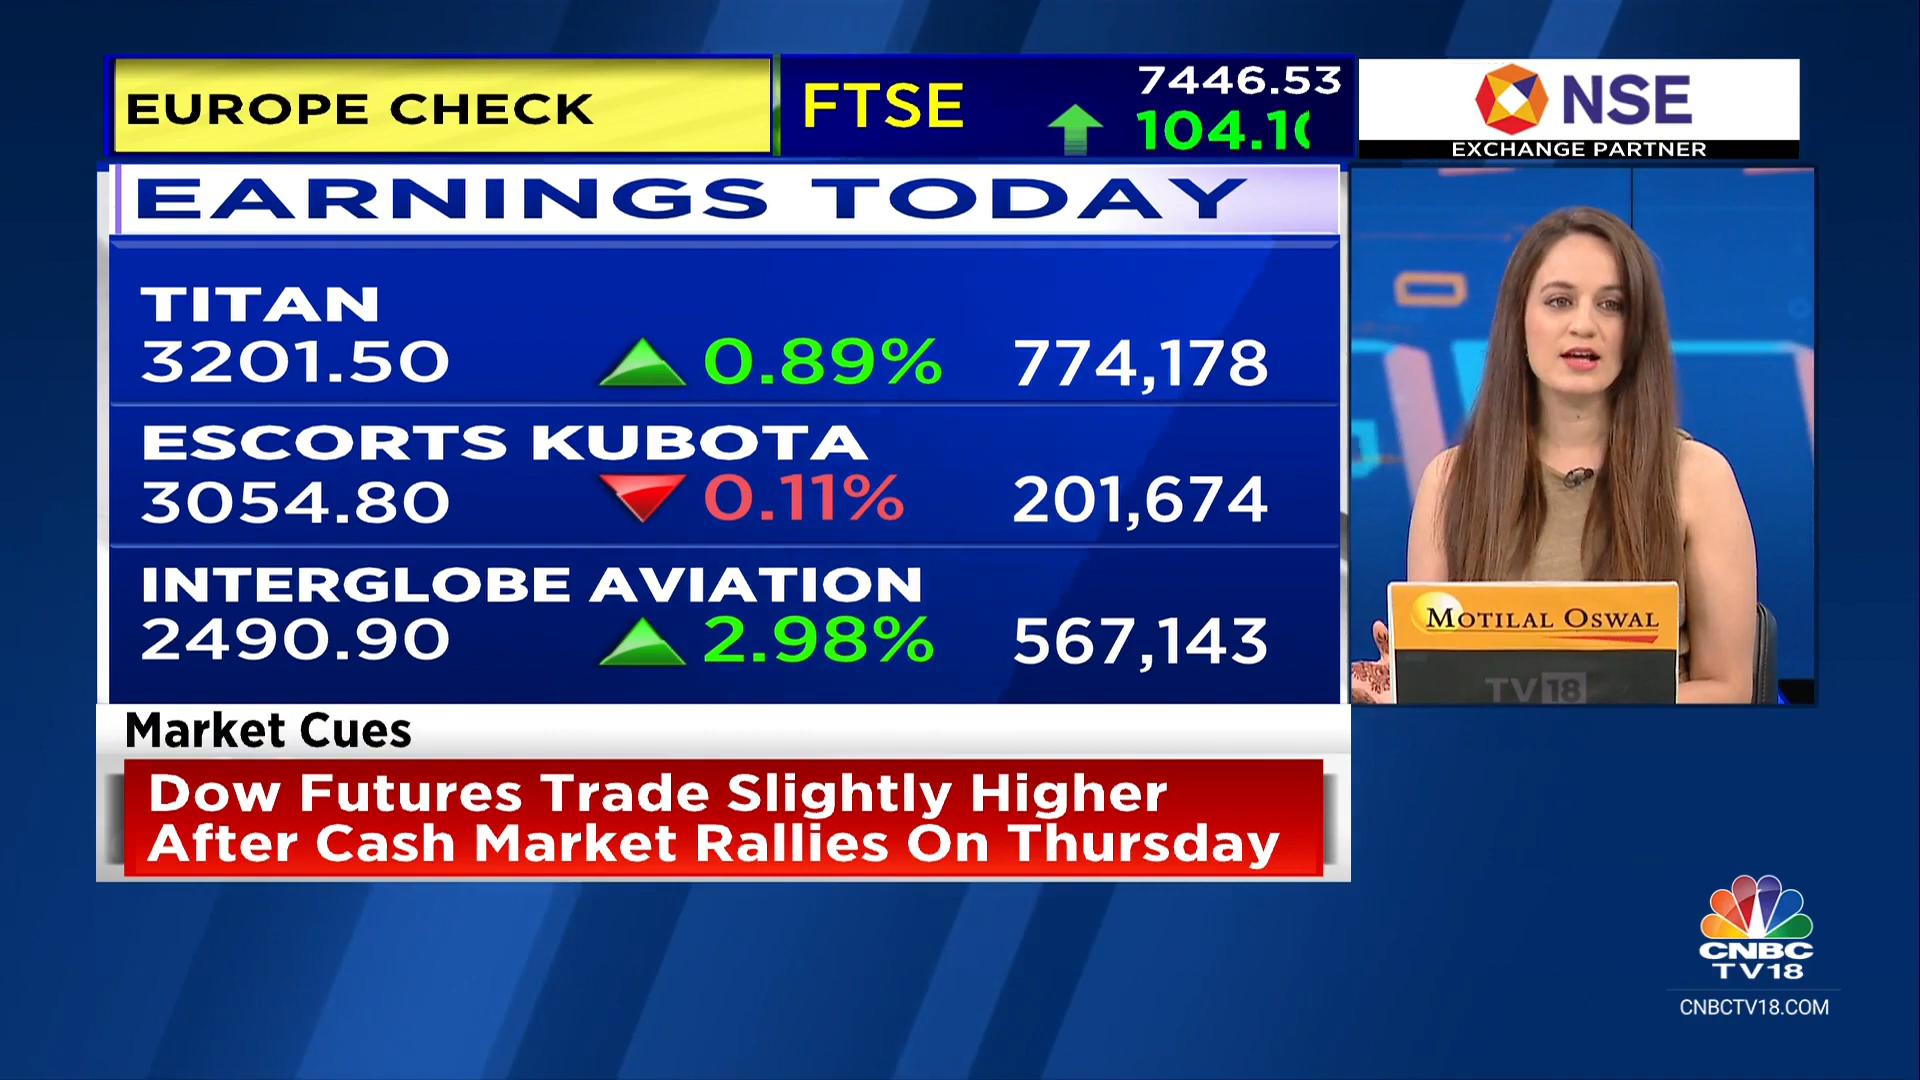 EUROPE CHECK
FTSE
7446.53
NSE
EXCHANGE PARTNER
EARNINGS TODAY
TITAN
3201.50 0.89% 774,178
ESCORTS KUBOTA
3054.80 0.11% 201,674
INTERGLOBE AVIATION
2490.90 2.98% 567,143
MOTILAL OSWAL
TV18
Market Cues
Dow Futures Trade Slightly Higher
After Cash Market Rallies On Thursday
CNBC
TV18
CNBCTV18.COM